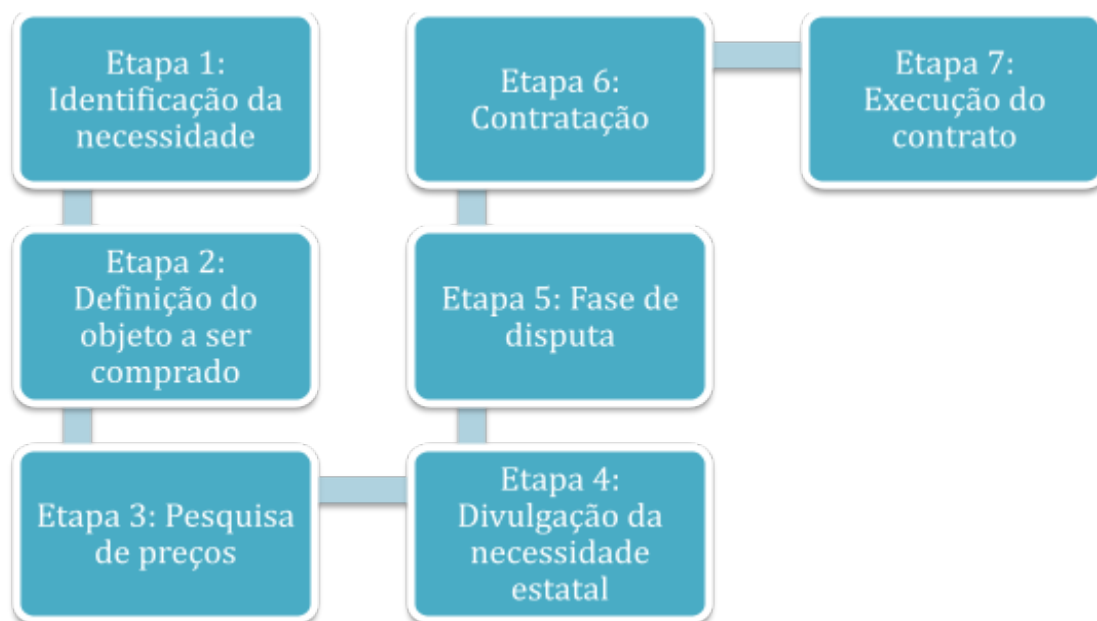 Etapa 1:
Identificação da
necessidade
Etapa 2:
Definição do
objeto a ser
comprado
Etapa 3: Pesquisa
de preços
Etapa 4:
Divulgação da
necessidade
estatal
Etapa 5: Fase de
disputa
Etapa 6:
Contratação
Etapa 7:
Execução do
contrato